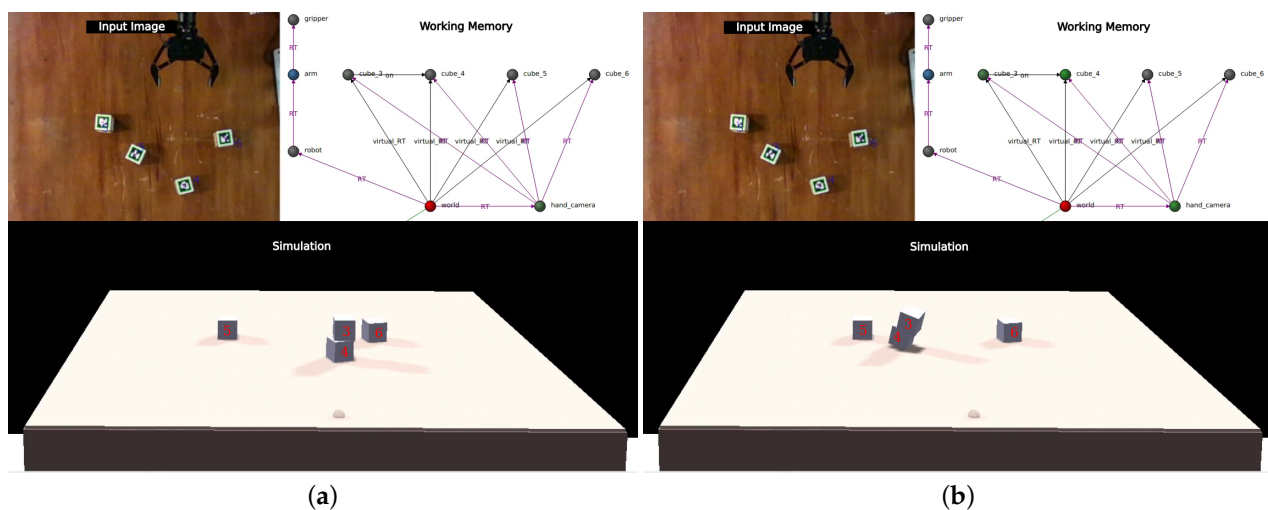 Input Image
Working Memory
gripper
RT
arm
cube_3
on
cube_4
cube_5
cube_6
RT
virtual_RT
virtual_RT
virtual_RT
virtual_RT
RT
robot
RT
world
RT
hand_camera
Simulation
5
3
6
4
(a)
Input Image
Working Memory
gripper
RT
arm
cube_3
on
cube_4
cube_5
cube_6
RT
virtual_RT
virtual_RT
virtual_RT
virtual_RT
RT
robot
RT
world
RT
hand_camera
Simulation
5
3
4
6
(b)